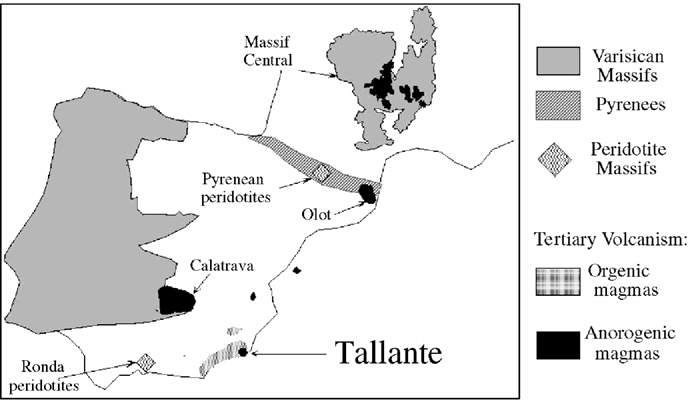 Massif
Central
Pyrenean
peridotites
Olot
Calatrava
Tallante
Ronda
peridotites
Varisican
Massifs
Pyrenees
Peridotite
Massifs
Tertiary Volcanism:
Orgenic
magmas
Anorogenic
magmas